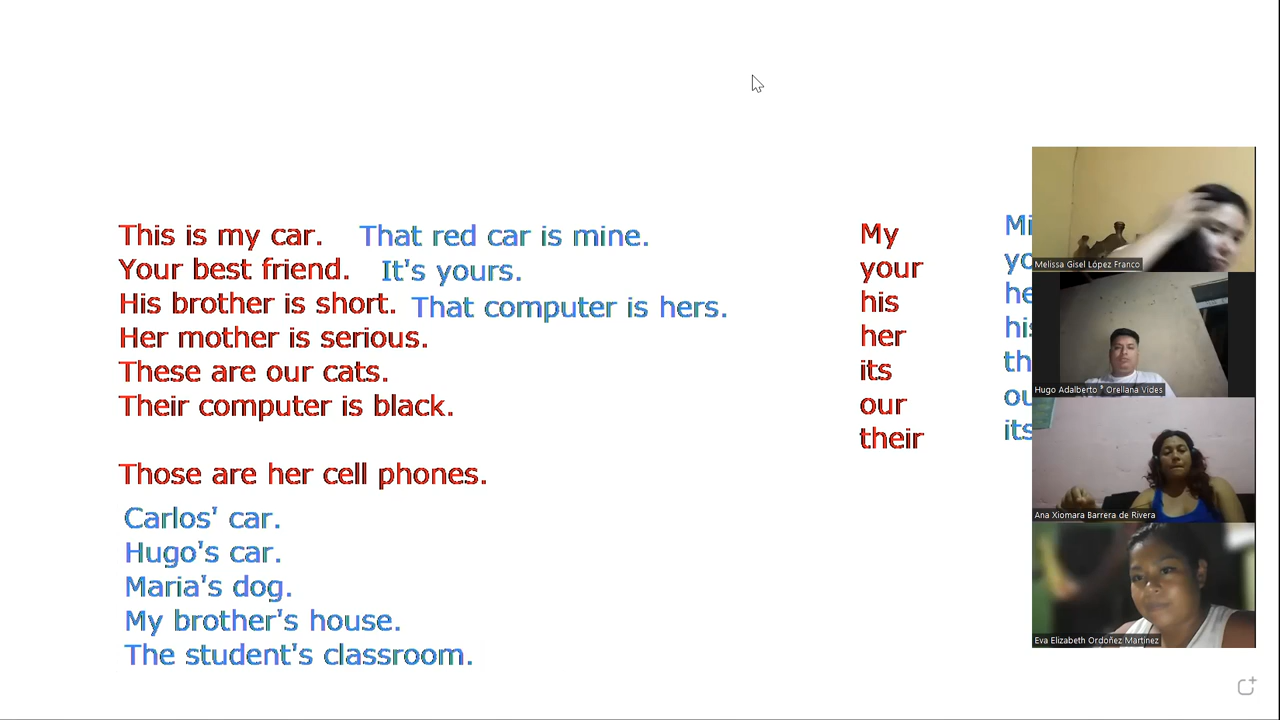 This is my car. That red car is mine.
Your best friend. It's yours.
His brother is short. That computer is hers.
Her mother is serious.
These are our cats.
Their computer is black.
Those are her cell phones.
Carlos' car.
Hugo's car.
Maria's dog.
My brother's house.
The student's classroom.
My
your
his
her
its
our
their
its
Melissa Gisel López Franco
Hugo Adalberto * Orellana Vides
Ana Xiomara Barrera de Rivera
Eva Elizabeth Ordoñez Martinez